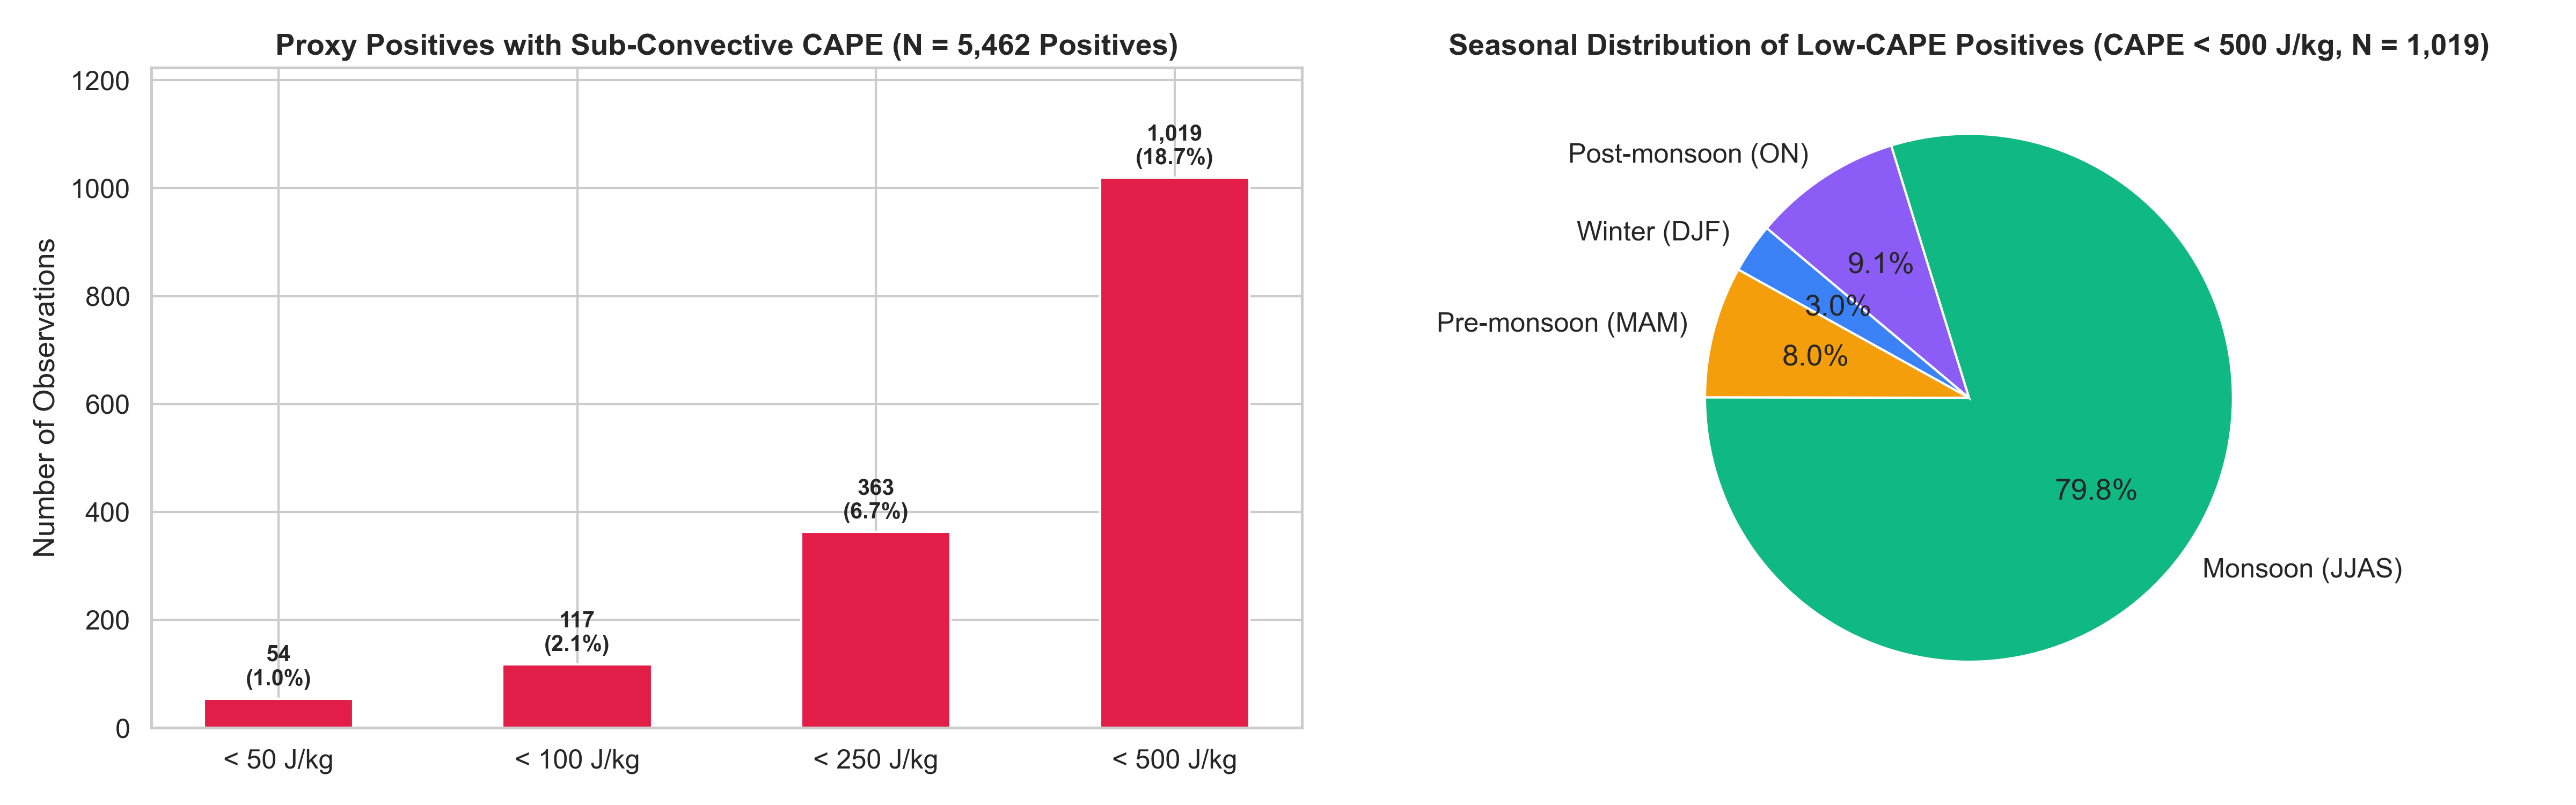 Proxy Positives with Sub-Convective CAPE (N = 5,462 Positives)
Number of Observations
1200
1000
800
600
400
200
0
54
(1.0%)
117
(2.1%)
363
(6.7%)
1,019
(18.7%)
< 50 J/kg
< 100 J/kg
< 250 J/kg
< 500 J/kg
Seasonal Distribution of Low-CAPE Positives (CAPE < 500 J/kg, N = 1,019)
Post-monsoon (ON)
Winter (DJF)
Pre-monsoon (MAM)
Monsoon (JJAS)
9.1%
3.0%
8.0%
79.8%